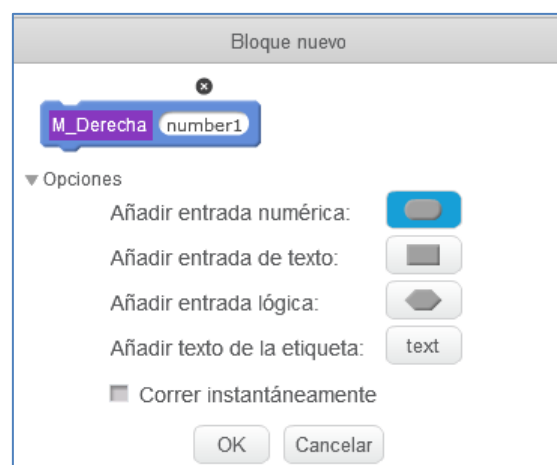 Bloque nuevo
M_Derecha number1
Opciones
Añadir entrada numérica:
Añadir entrada de texto:
Añadir entrada lógica:
Añadir texto de la etiqueta: text
Correr instantáneamente
OK Cancelar